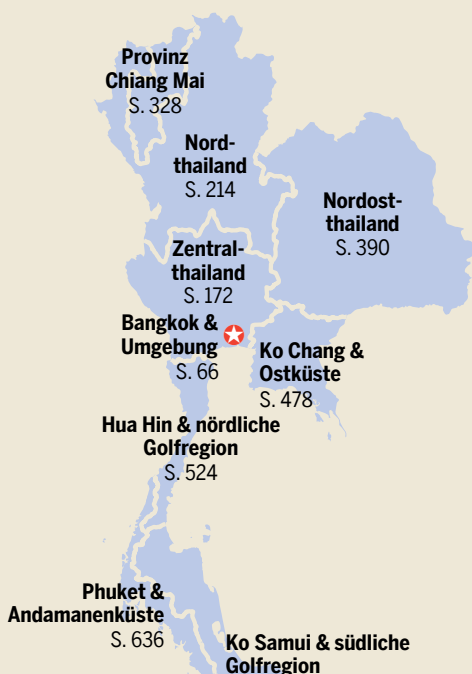 Provinz
Chiang Mai
S. 328
Nord-
thailand
S. 214
Nordost-
thailand
S. 390
Zentral-
thailand
S. 172
Bangkok &
Umgebung
S. 66
Ko Chang &
Ostküste
S. 478
Hua Hin & nördliche
Golfregion
S. 524
Phuket &
Andamanenküste
S. 636
Ko Samui & südliche
Golfregion